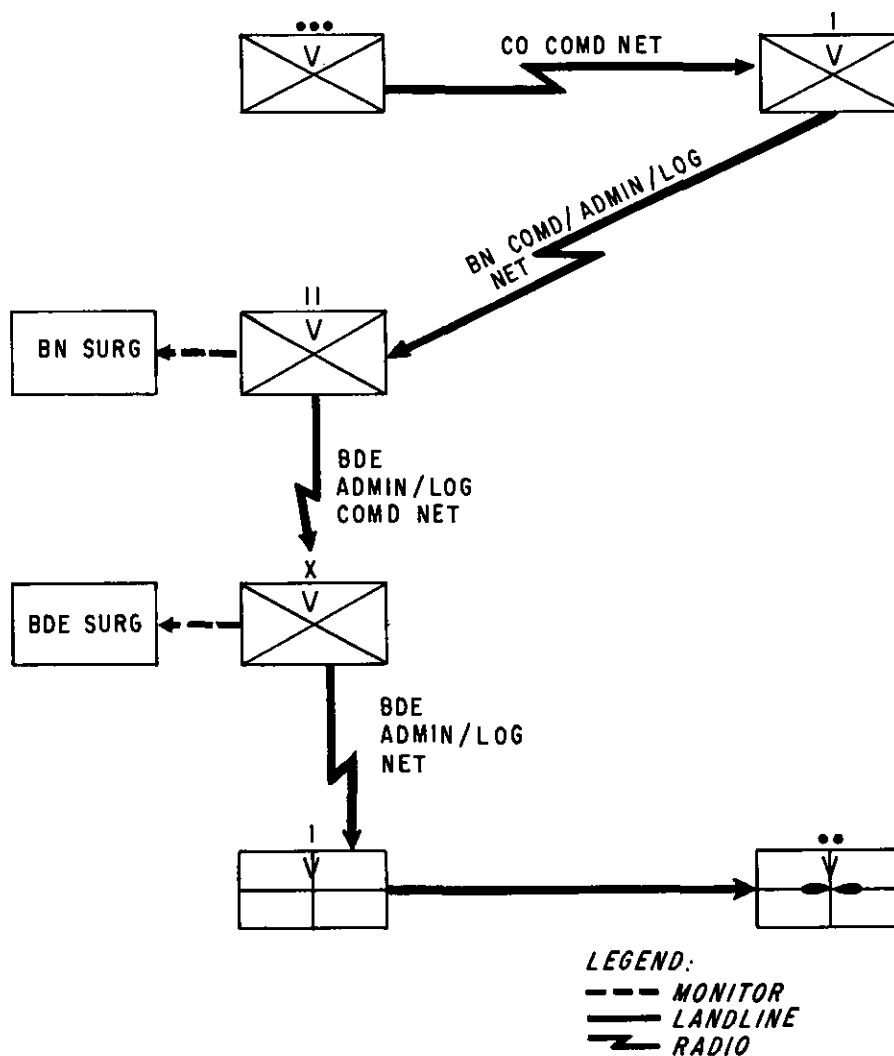 •••
V
CO COMD NET
I
V
BN COMD/ADMIN/LOG
NET
II
V
BN SURG
BDE
ADMIN/LOG
COMD NET
X
V
BDE SURG
BDE
ADMIN/LOG
NET
I
V
••
V
LEGEND:
MONITOR
LANDLINE
RADIO